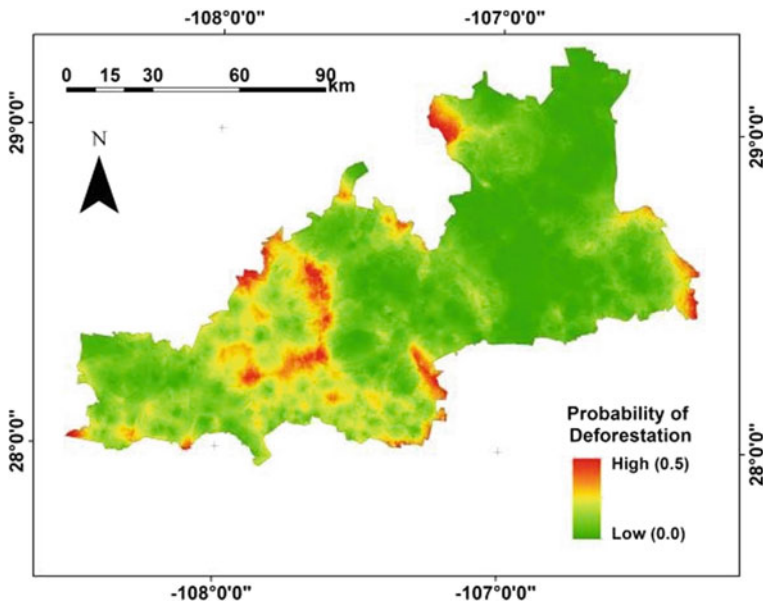 -108°0'0" -107°0'0"
0 15 30 60 90
km
29°0'0" 29°0'0"
N
28°0'0" 28°0'0"
Probability of
Deforestation
High (0.5)
Low (0.0)
-108°0'0" -107°0'0"